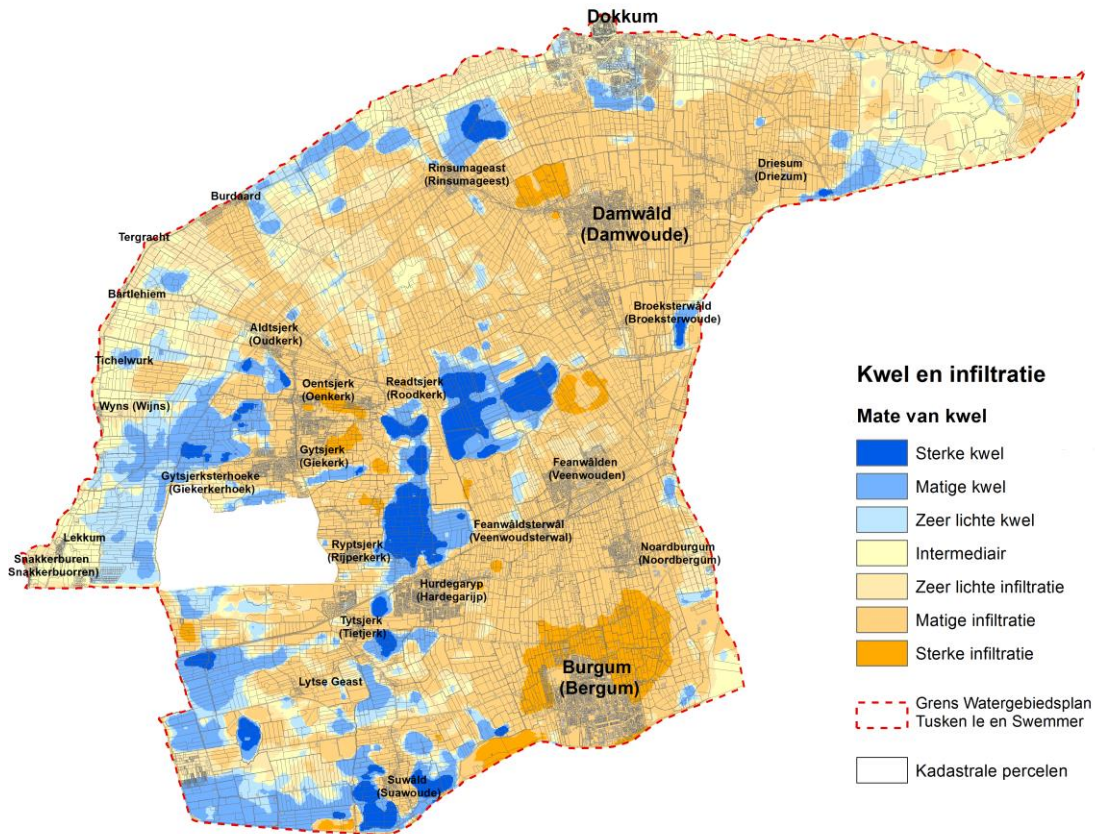 Dokkum
Driesum
(Driezum)
Rinsumageast
(Rinsumageest)
Burdaard
Damwâld
(Damwoude)
Tergracht
Bartlehiem
Broeksterwâld
(Broeksterwoude)
Aldtsjerk
(Oudkerk)
Tichelwurk
Oentsjerk
(Oenkerk)
Readtsjerk
(Roodkerk)
Wyns (Wijns)
Gytsjerk
(Giekerk)
Feanwâlden
(Veenwouden)
Gytsjerksterhoeke
(Giekerkerhoek)
Feanwâldsterwâl
(Veenwoudsterwal)
Lekkum
Ryptsjerk
(Rijperkerk)
Noardburgum
(Noordbergum)
Snakkerburen
Snakkerbuorren)
Hurdegaryp
(Hardegarijp)
Tytsjerk
(Tietjerk)
Burgum
(Bergum)
Lytse Geast
Suwâld
(Suawoude)
Kwel en infiltratie
Mate van kwel
Sterke kwel
Matige kwel
Zeer lichte kwel
Intermediair
Zeer lichte infiltratie
Matige infiltratie
Sterke infiltratie
Grens Watergebiedsplan
Tusken Ie en Swemmer
Kadastrale percelen